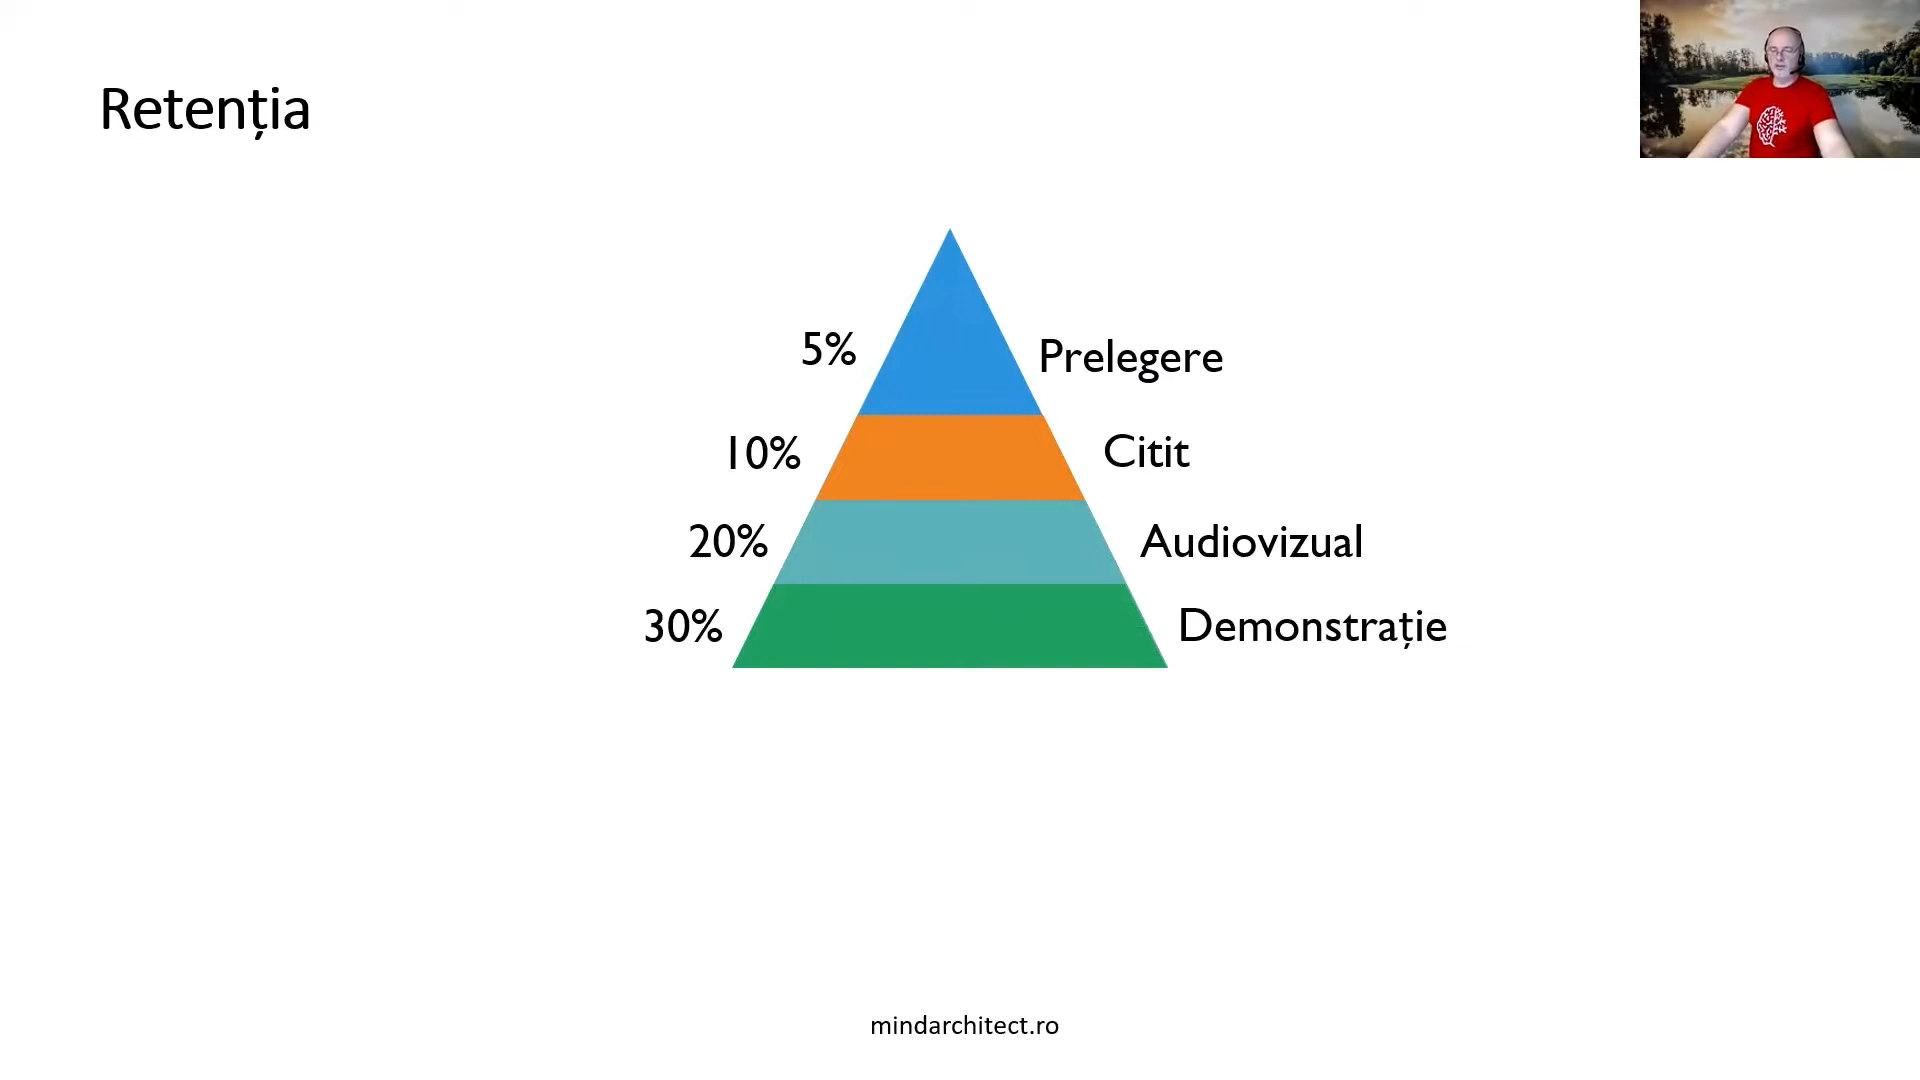 Retenția
5% Prelegere
10% Citit
20% Audiovizual
30% Demonstrație
mindarchitect.ro